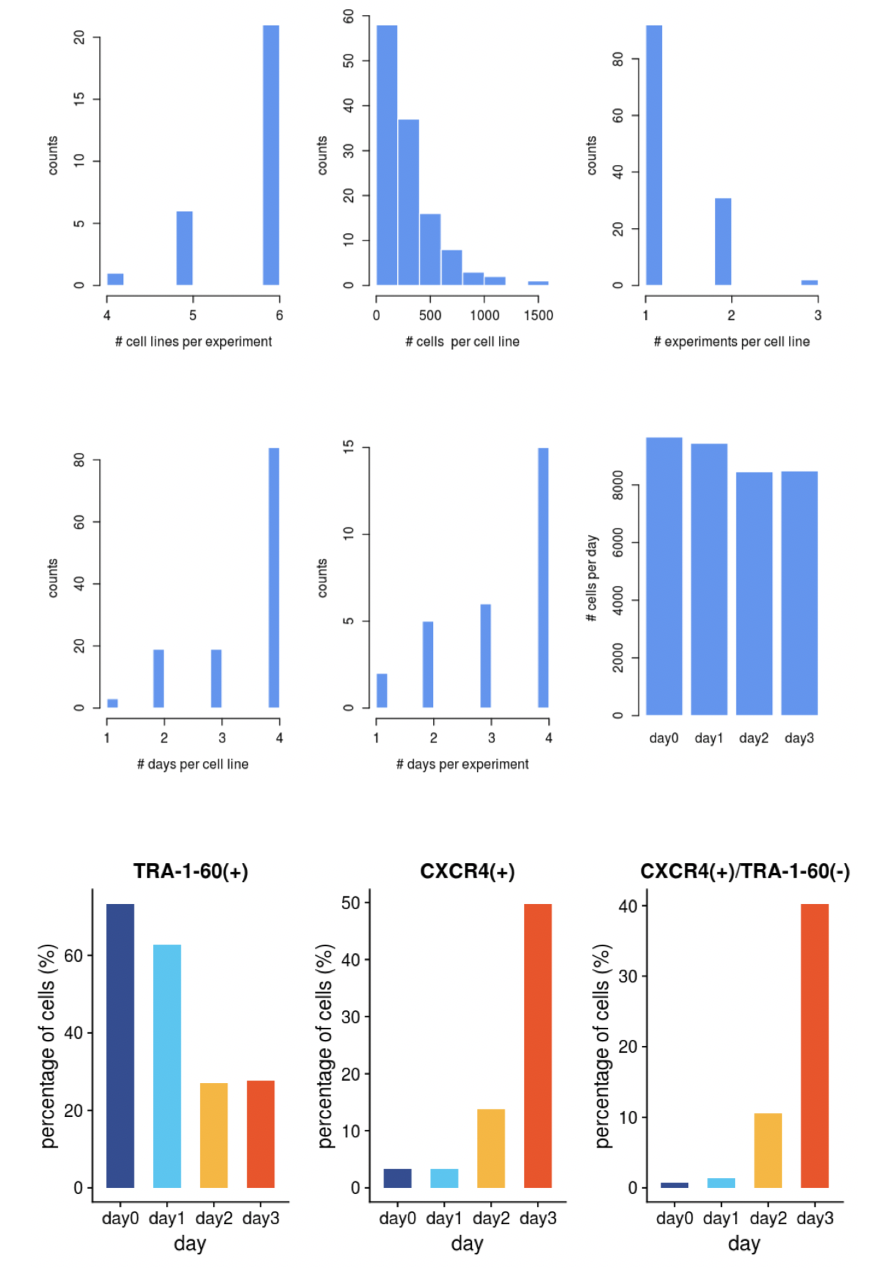 counts
0
5
10
15
20
4 5 6
# cell lines per experiment
counts
0
10
20
30
40
50
60
0 500 1000 1500
# cells per cell line
counts
0
20
40
60
80
1 2 3
# experiments per cell line
counts
0
20
40
60
80
1 2 3 4
# days per cell line
counts
0
5
10
15
1 2 3 4
# days per experiment
# cells per day
0
2000
4000
6000
8000
day0 day1 day2 day3
TRA-1-60(+)
percentage of cells (%)
60
40
20
0
day0 day1 day2 day3
day
CXCR4(+)
percentage of cells (%)
50
40
30
20
10
0
day0 day1 day2 day3
day
CXCR4(+)/TRA-1-60(-)
percentage of cells (%)
40
30
20
10
0
day0 day1 day2 day3
day